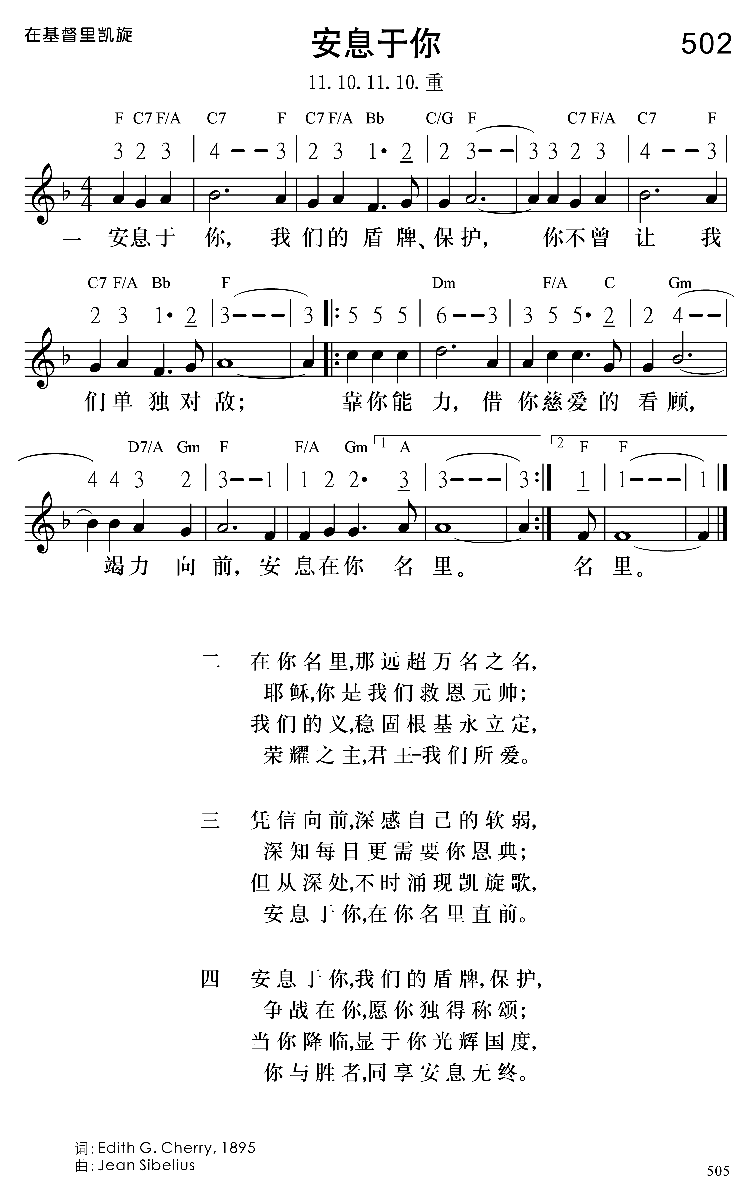 在基督里凯旋
安息于你
502
11. 10. 11. 10. 重
F C7 F/A C7 F C7 F/A Bb C/G F C7 F/A C7 F
3 2 3 | 4 - - 3 | 2 3 1• 2 | 2 3 - - | 3 3 2 3 | 4 - - 3 |
一 安息于你, 我们的盾牌、保护, 你不曾让我
C7 F/A Bb F Dm F/A C Gm
2 3 1• 2 | 3 - - - | 3 ‖: 5 5 5 | 6 - - 3 | 3 5 5• 2 | 2 4 - - |
们单独对敌; 靠你能力, 借你慈爱的看顾,
D7/A Gm F F/A Gm 1 A 2 F F
4 4 3 2 | 3 - - 1 | 1 2 2• 3 | 3 - - - | 3 :‖ 1 | 1 - - - | 1 ‖
竭力向前, 安息在你名里。 名里。
二 在你名里,那远超万名之名,
耶稣,你是我们救恩元帅;
我们的义,稳固根基永立定,
荣耀之主,君王-我们所爱。
三 凭信向前,深感自己的软弱,
深知每日更需要你恩典;
但从深处,不时涌现凯旋歌,
安息于你,在你名里直前。
四 安息于你,我们的盾牌,保护,
争战在你,愿你独得称颂;
当你降临,显于你光辉国度,
你与胜者,同享安息无终。
词: Edith G. Cherry, 1895
曲: Jean Sibelius
505